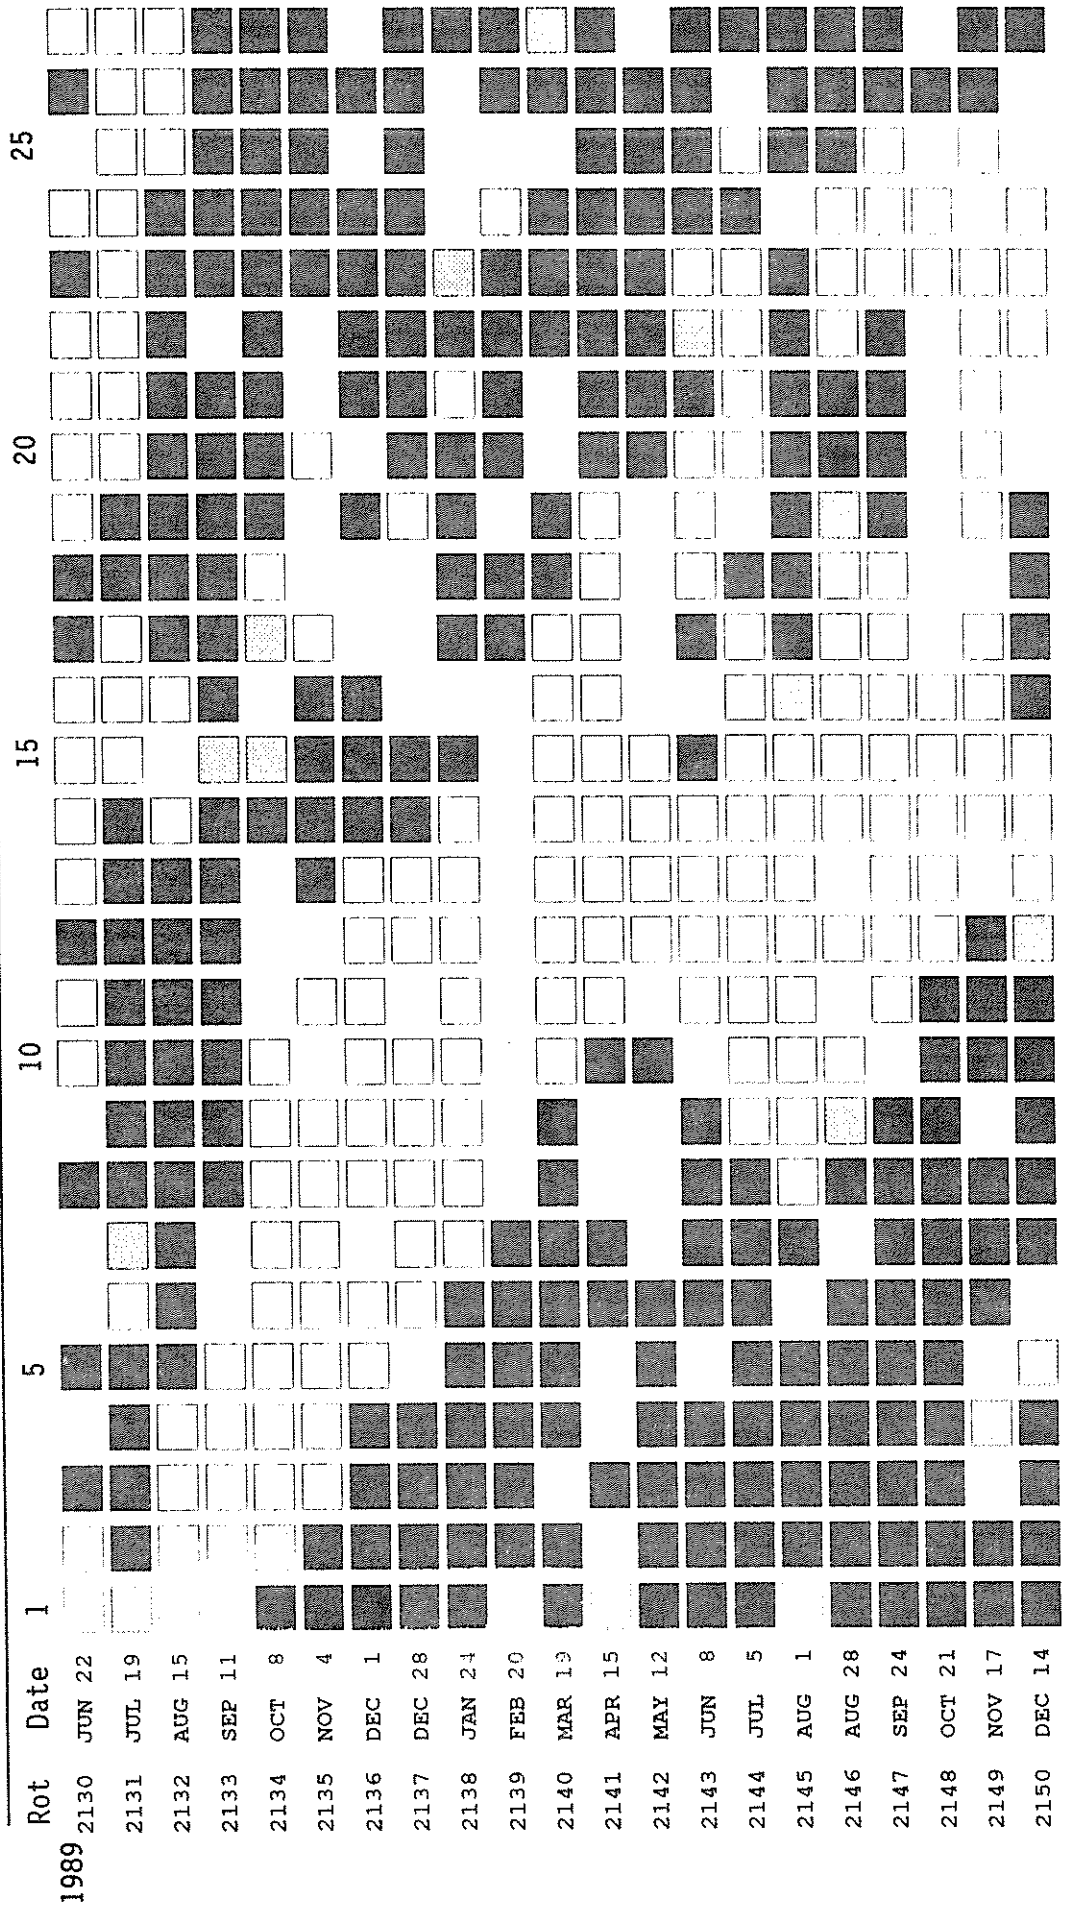 Rot Date 1 5 10 15 20 25
1989
2130 JUN 22
2131 JUL 19
2132 AUG 15
2133 SEP 11
2134 OCT 8
2135 NOV 4
2136 DEC 1
2137 DEC 28
2138 JAN 24
2139 FEB 20
2140 MAR 19
2141 APR 15
2142 MAY 12
2143 JUN 8
2144 JUL 5
2145 AUG 1
2146 AUG 28
2147 SEP 24
2148 OCT 21
2149 NOV 17
2150 DEC 14